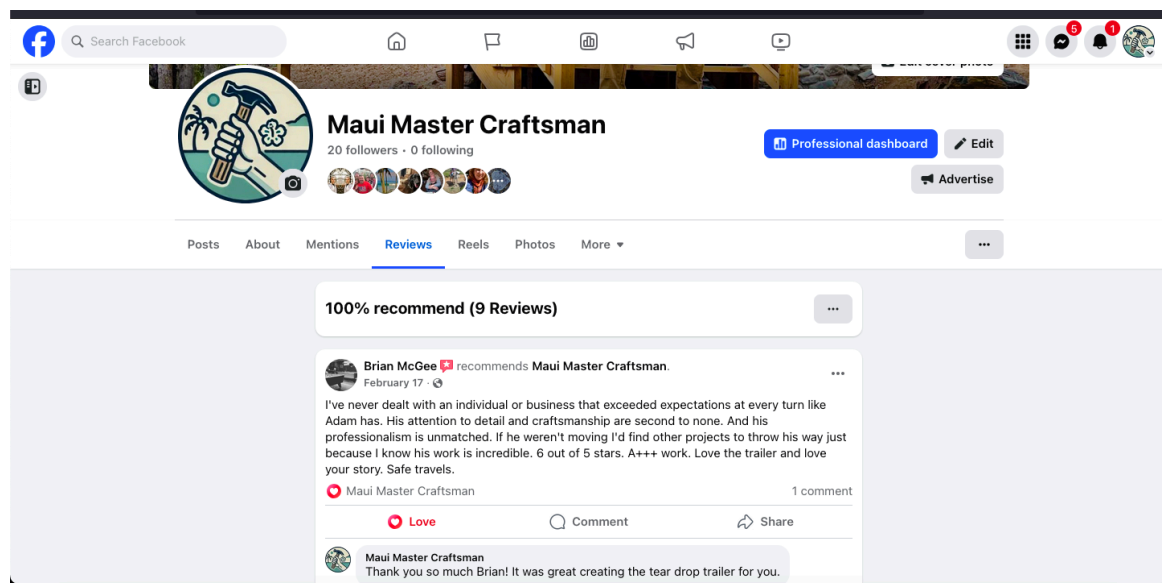 Search Facebook
5
1
Edit cover photo
Maui Master Craftsman
20 followers · 0 following
Professional dashboard
Edit
Advertise
Posts About Mentions Reviews Reels Photos More
100% recommend (9 Reviews)
Brian McGee recommends Maui Master Craftsman.
February 17 ·
I've never dealt with an individual or business that exceeded expectations at every turn like
Adam has. His attention to detail and craftsmanship are second to none. And his
professionalism is unmatched. If he weren't moving I'd find other projects to throw his way just
because I know his work is incredible. 6 out of 5 stars. A+++ work. Love the trailer and love
your story. Safe travels.
Maui Master Craftsman 1 comment
Love Comment Share
Maui Master Craftsman
Thank you so much Brian! It was great creating the tear drop trailer for you.